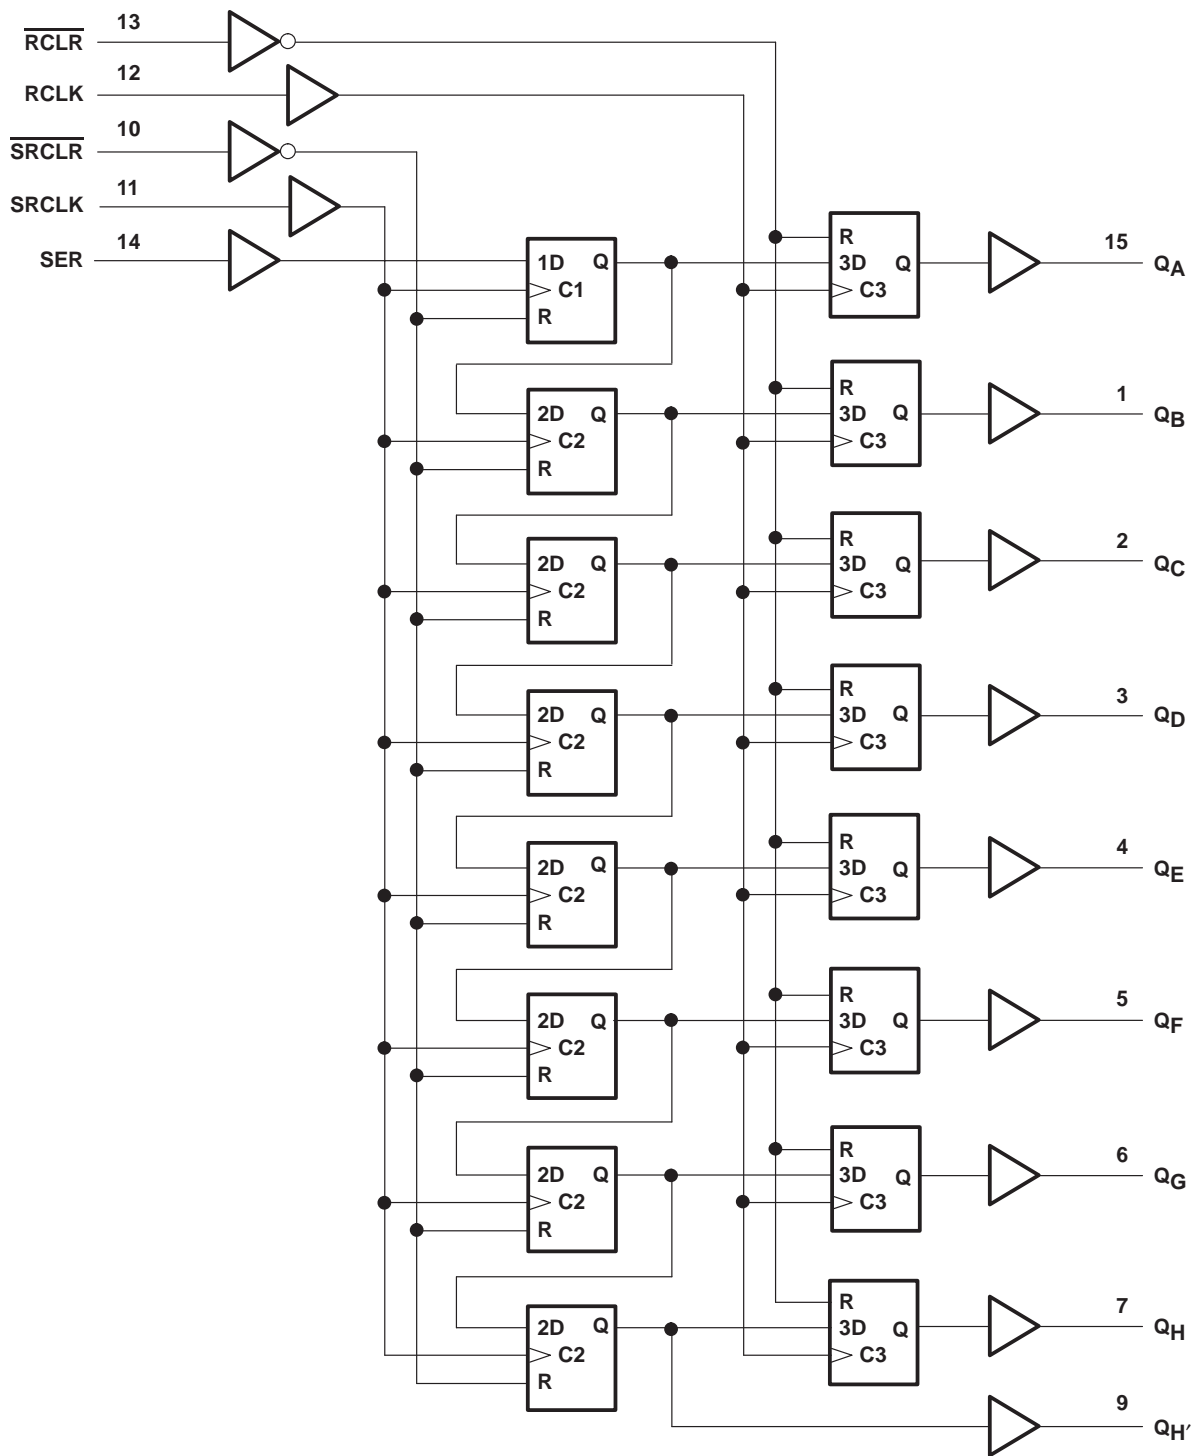 RCLR 13
RCLK 12
SRCLR 10
SRCLK 11
SER 14
1D Q
C1
R
R
3D Q
C3
15 QA
2D Q
C2
R
R
3D Q
C3
1 QB
2D Q
C2
R
R
3D Q
C3
2 QC
2D Q
C2
R
R
3D Q
C3
3 QD
2D Q
C2
R
R
3D Q
C3
4 QE
2D Q
C2
R
R
3D Q
C3
5 QF
2D Q
C2
R
R
3D Q
C3
6 QG
2D Q
C2
R
R
3D Q
C3
7 QH
9 QH′